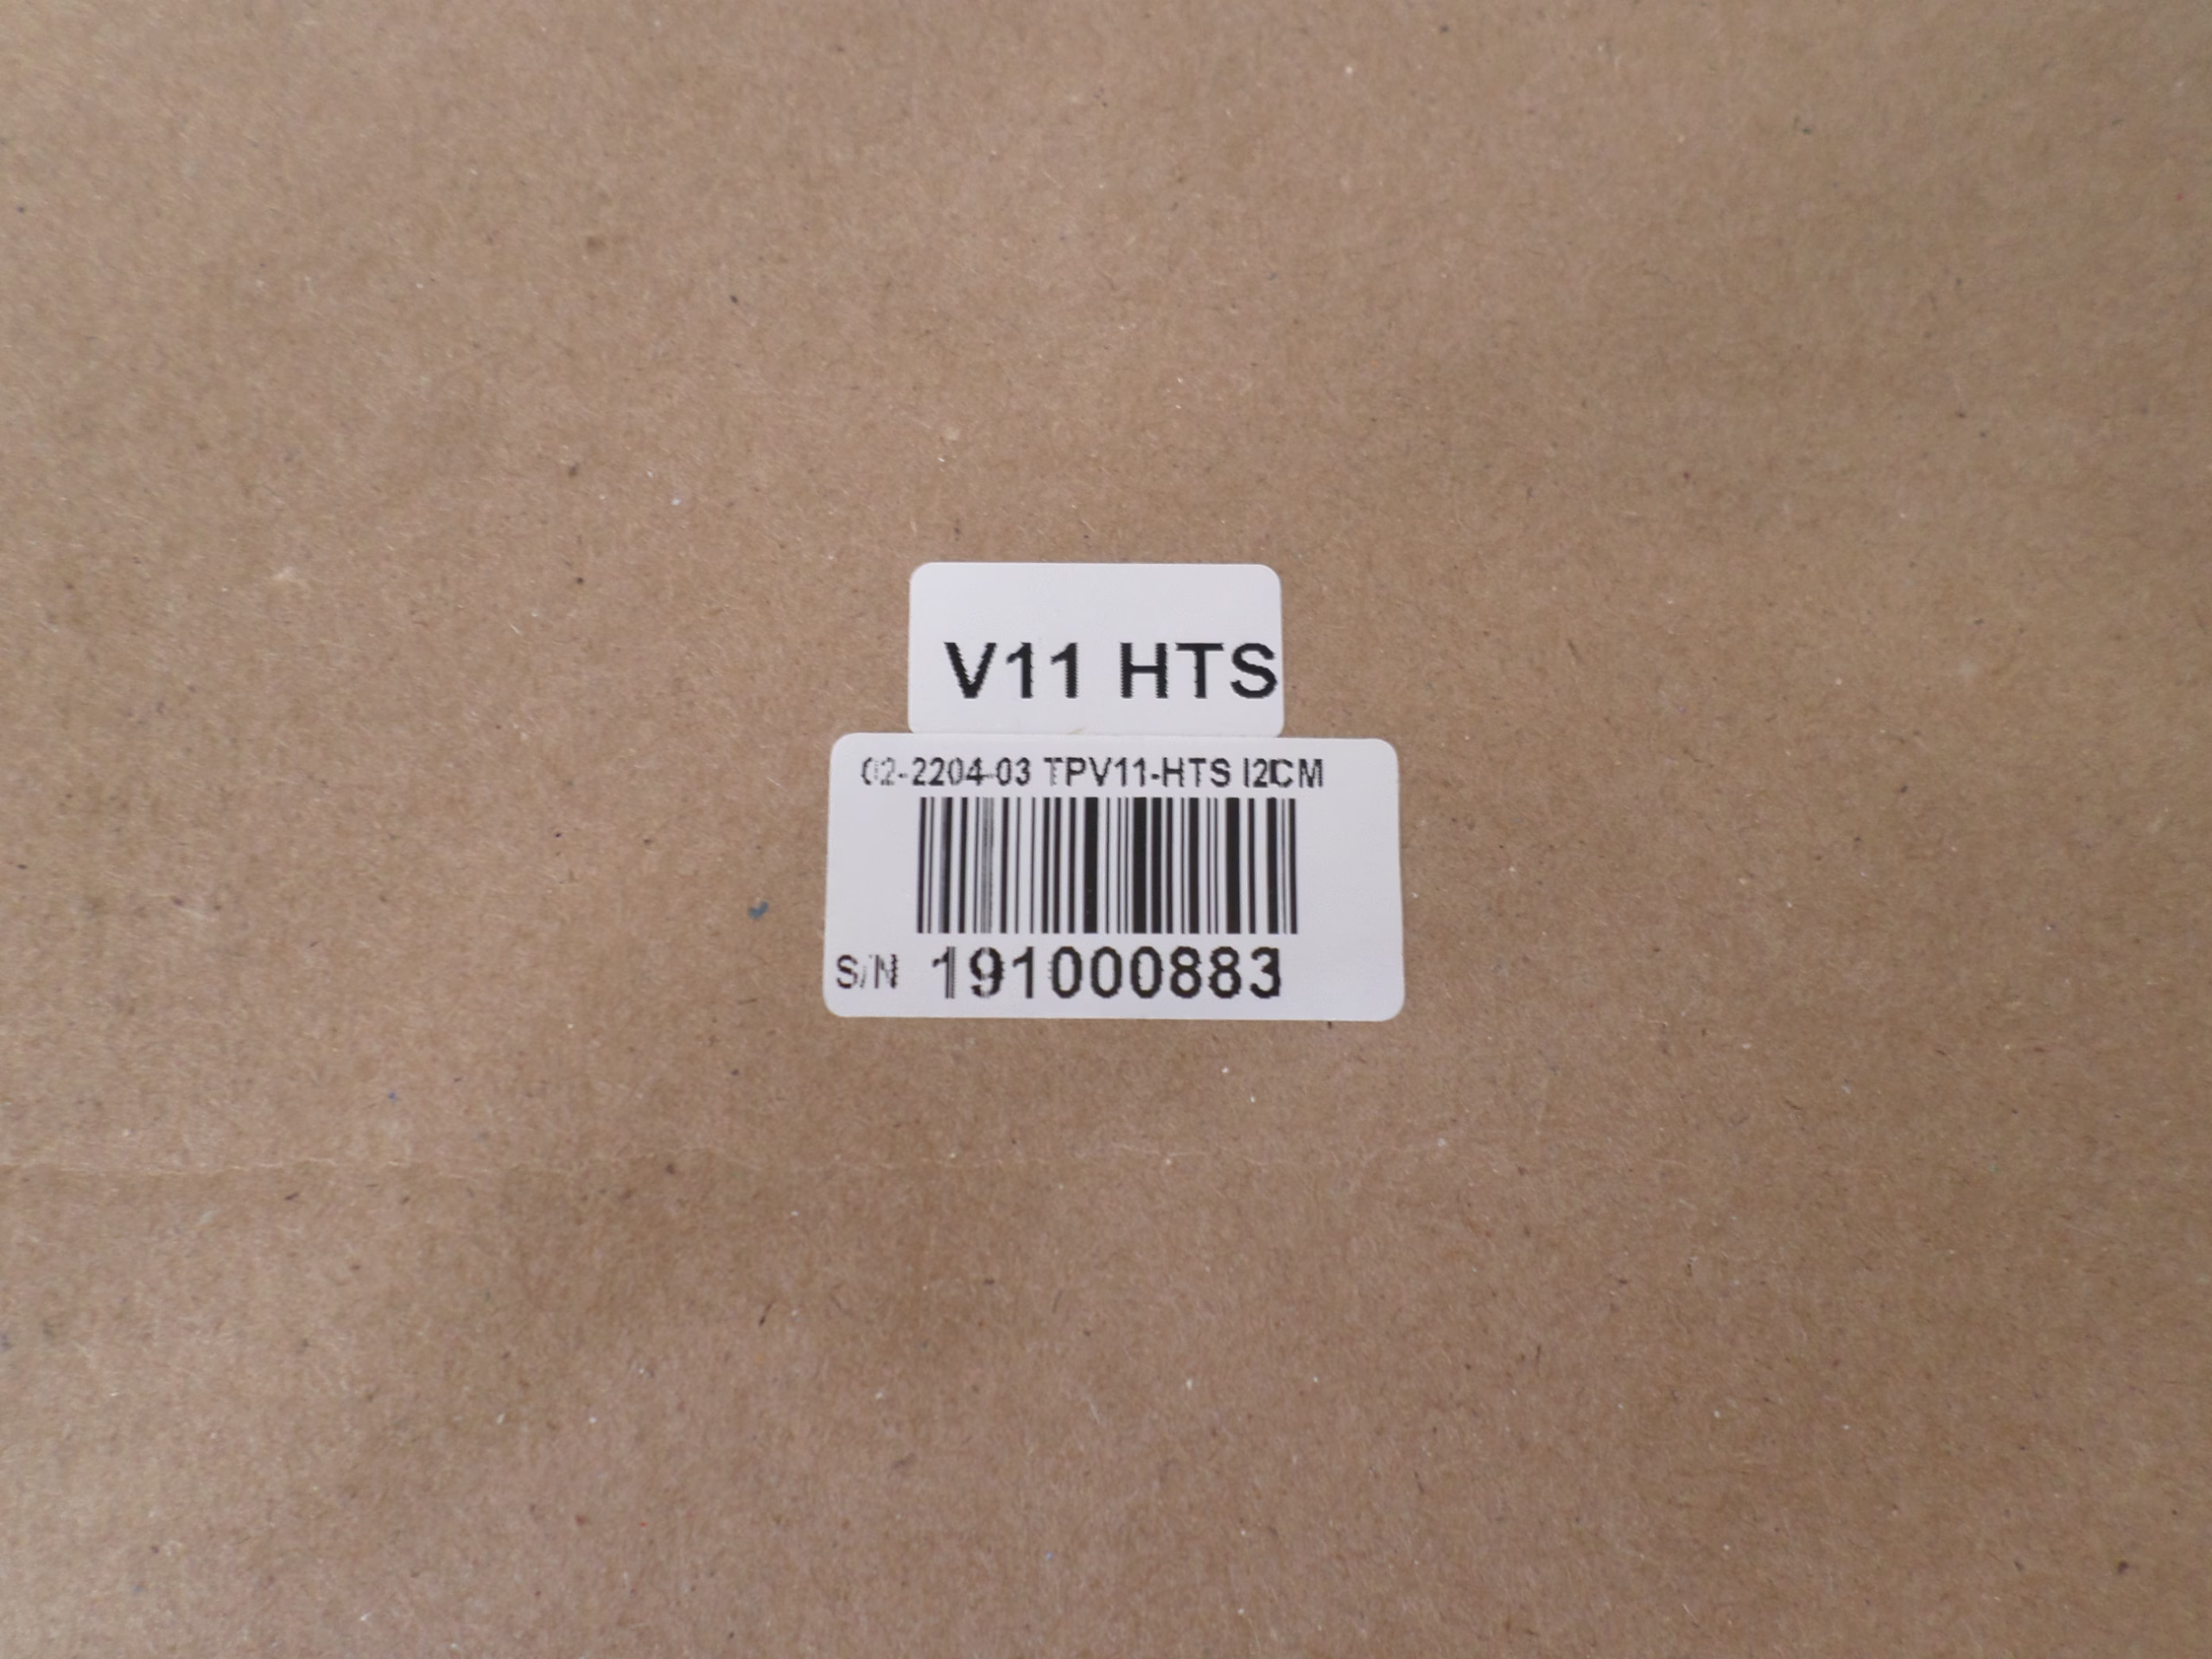 V11 HTS
02-2204-03 TPV11-HTS I2CM
S/N 191000883